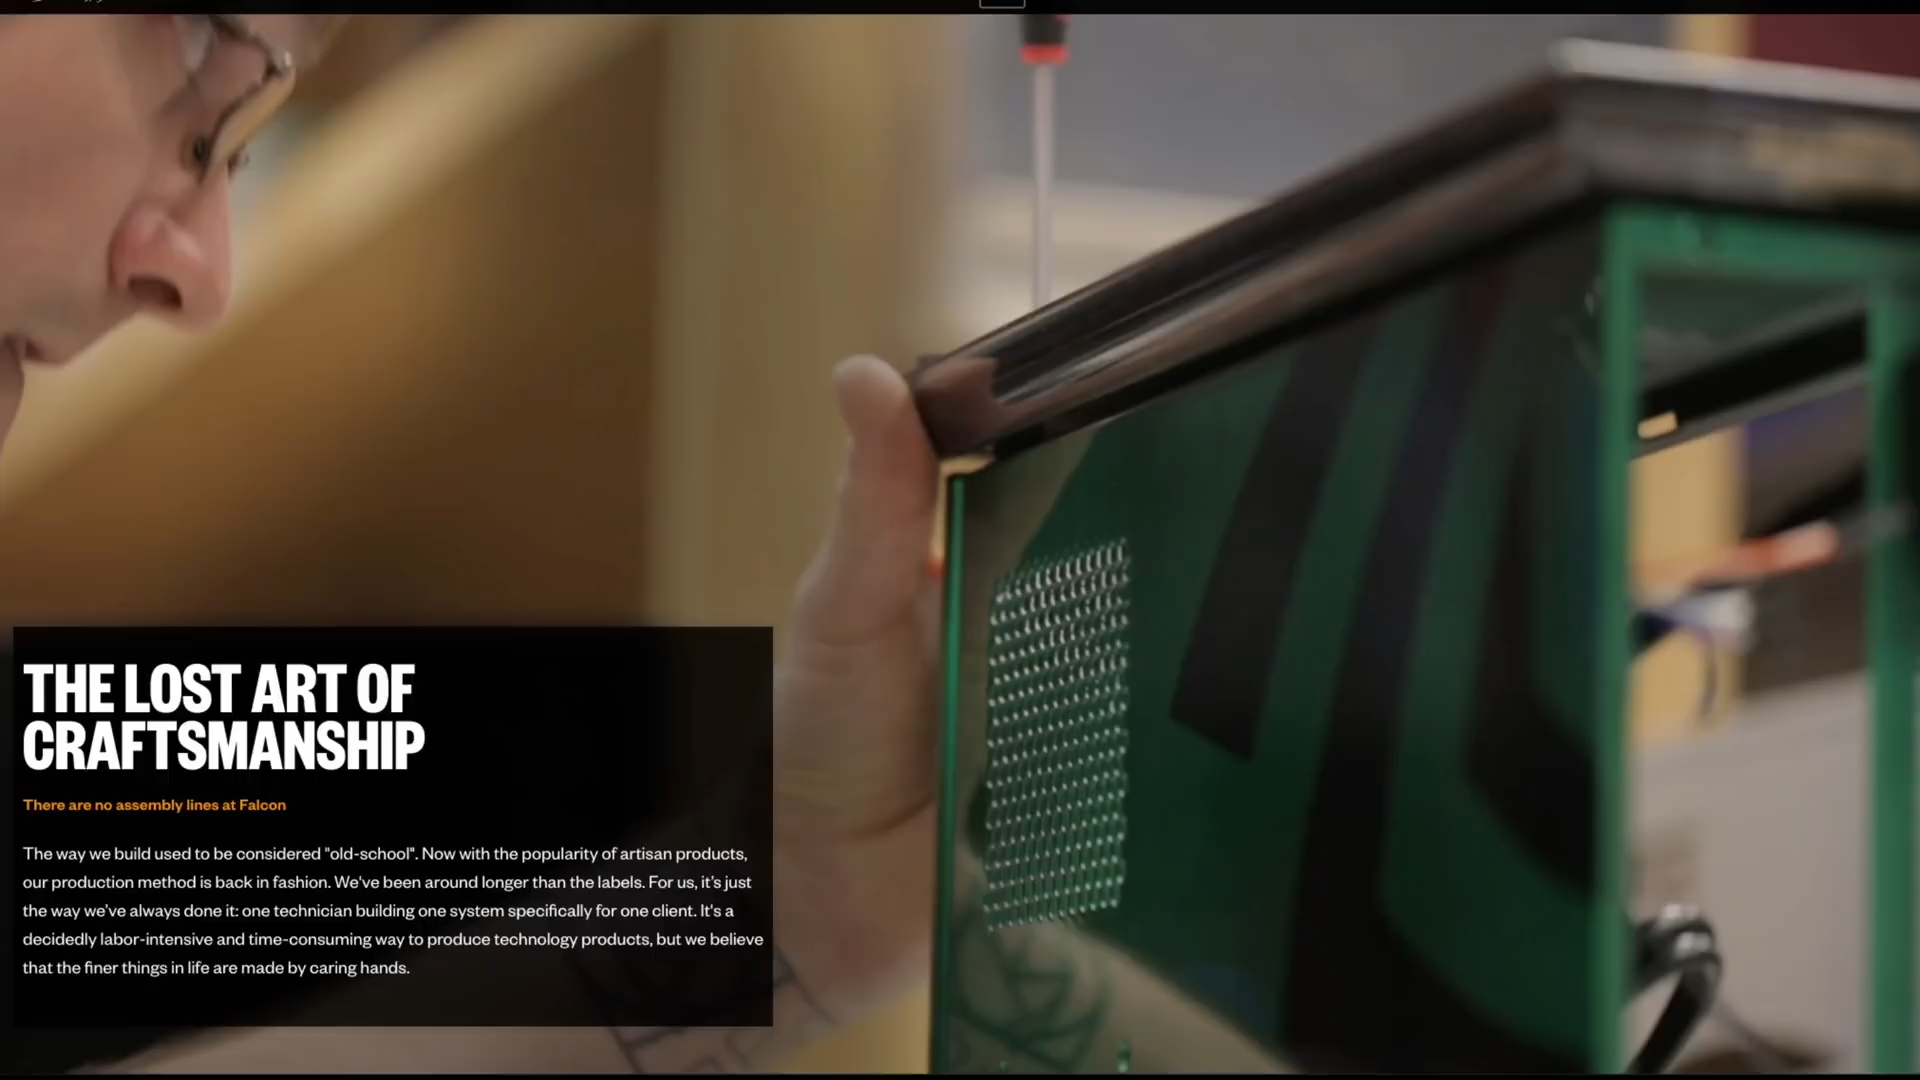 THE LOST ART OF
CRAFTSMANSHIP
There are no assembly lines at Falcon
The way we build used to be considered "old-school". Now with the popularity of artisan products,
our production method is back in fashion. We've been around longer than the labels. For us, it's just
the way we've always done it: one technician building one system specifically for one client. It's a
decidedly labor-intensive and time-consuming way to produce technology products, but we believe
that the finer things in life are made by caring hands.